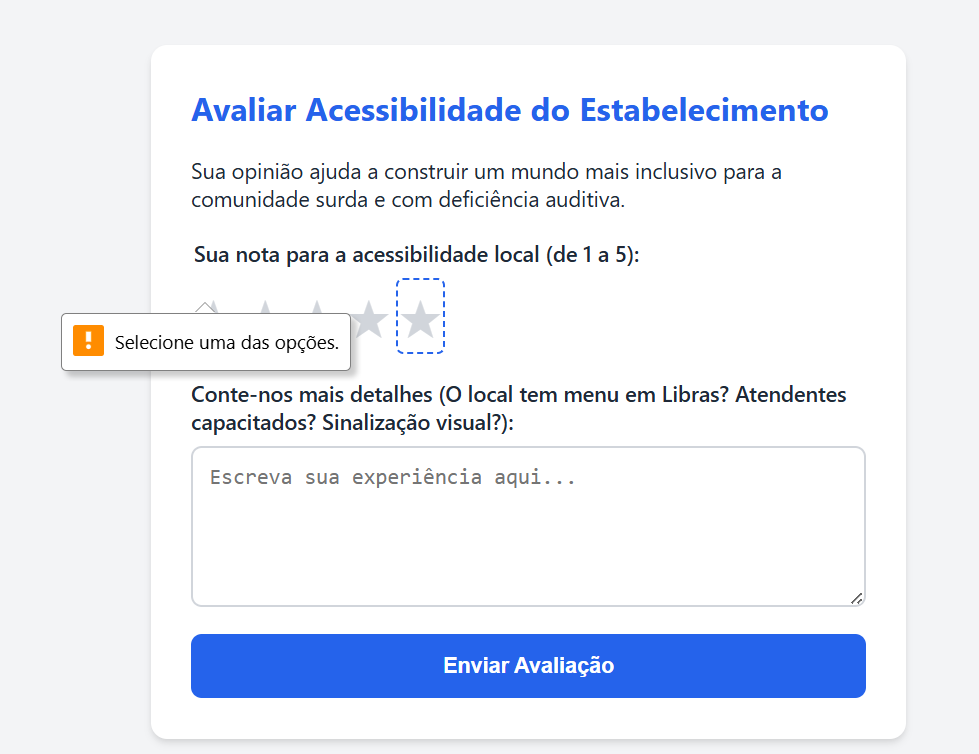 Avaliar Acessibilidade do Estabelecimento
Sua opinião ajuda a construir um mundo mais inclusivo para a
comunidade surda e com deficiência auditiva.
Sua nota para a acessibilidade local (de 1 a 5):
Selecione uma das opções.
Conte-nos mais detalhes (O local tem menu em Libras? Atendentes
capacitados? Sinalização visual?):
Escreva sua experiência aqui...
Enviar Avaliação